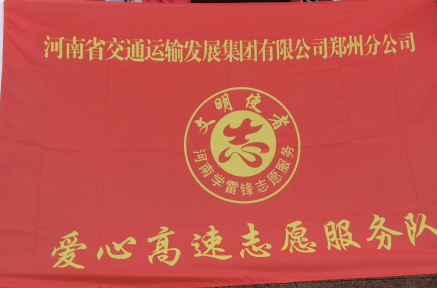 河南省交通运输发展集团有限公司郑州分公司
文明使者
志
河南学雷锋志愿服务
爱心高速志愿服务队